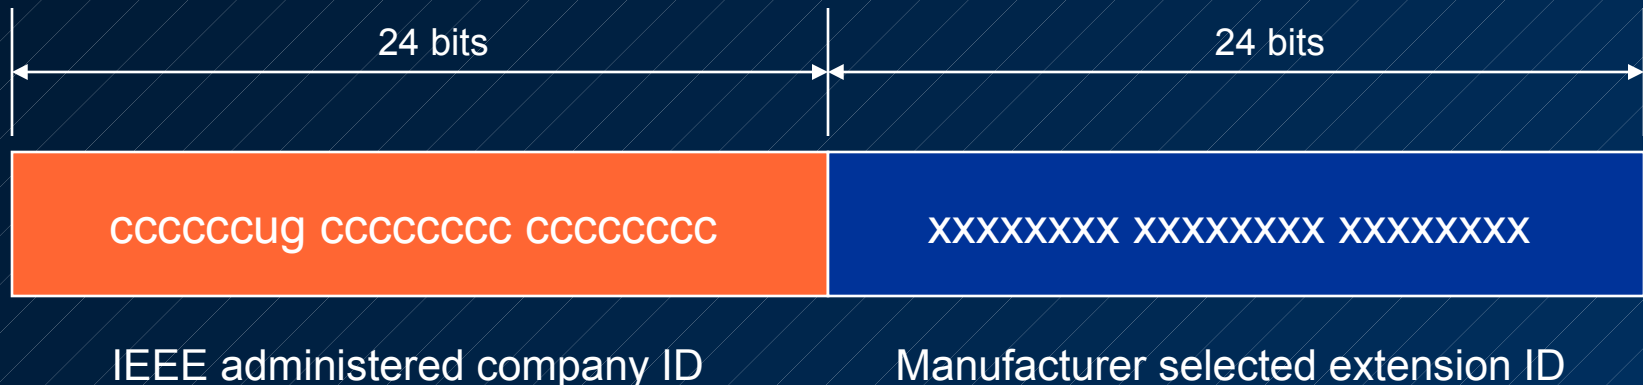 24 bits 24 bits
ccccccug cccccccc cccccccc xxxxxxxx xxxxxxxx xxxxxxxx
IEEE administered company ID Manufacturer selected extension ID